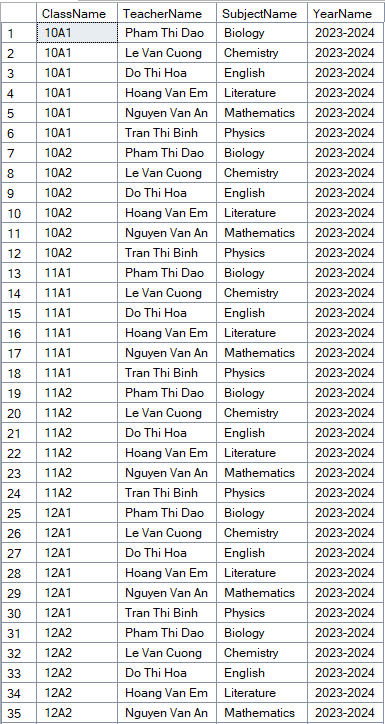 ClassName TeacherName SubjectName YearName
1 10A1 Pham Thi Dao Biology 2023-2024
2 10A1 Le Van Cuong Chemistry 2023-2024
3 10A1 Do Thi Hoa English 2023-2024
4 10A1 Hoang Van Em Literature 2023-2024
5 10A1 Nguyen Van An Mathematics 2023-2024
6 10A1 Tran Thi Binh Physics 2023-2024
7 10A2 Pham Thi Dao Biology 2023-2024
8 10A2 Le Van Cuong Chemistry 2023-2024
9 10A2 Do Thi Hoa English 2023-2024
10 10A2 Hoang Van Em Literature 2023-2024
11 10A2 Nguyen Van An Mathematics 2023-2024
12 10A2 Tran Thi Binh Physics 2023-2024
13 11A1 Pham Thi Dao Biology 2023-2024
14 11A1 Le Van Cuong Chemistry 2023-2024
15 11A1 Do Thi Hoa English 2023-2024
16 11A1 Hoang Van Em Literature 2023-2024
17 11A1 Nguyen Van An Mathematics 2023-2024
18 11A1 Tran Thi Binh Physics 2023-2024
19 11A2 Pham Thi Dao Biology 2023-2024
20 11A2 Le Van Cuong Chemistry 2023-2024
21 11A2 Do Thi Hoa English 2023-2024
22 11A2 Hoang Van Em Literature 2023-2024
23 11A2 Nguyen Van An Mathematics 2023-2024
24 11A2 Tran Thi Binh Physics 2023-2024
25 12A1 Pham Thi Dao Biology 2023-2024
26 12A1 Le Van Cuong Chemistry 2023-2024
27 12A1 Do Thi Hoa English 2023-2024
28 12A1 Hoang Van Em Literature 2023-2024
29 12A1 Nguyen Van An Mathematics 2023-2024
30 12A1 Tran Thi Binh Physics 2023-2024
31 12A2 Pham Thi Dao Biology 2023-2024
32 12A2 Le Van Cuong Chemistry 2023-2024
33 12A2 Do Thi Hoa English 2023-2024
34 12A2 Hoang Van Em Literature 2023-2024
35 12A2 Nguyen Van An Mathematics 2023-2024